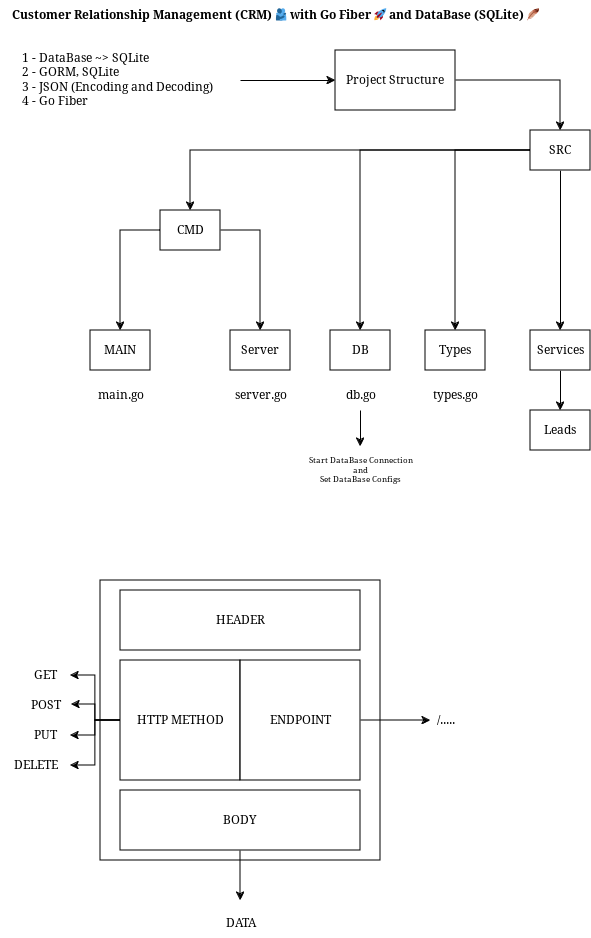 Customer Relationship Management (CRM) 🫂 with Go Fiber 🚀 and DataBase (SQLite) 🪶
1 - DataBase ~> SQLite
2 - GORM, SQLite
3 - JSON (Encoding and Decoding)
4 - Go Fiber
Project Structure
SRC
CMD
MAIN
Server
DB
Types
Services
main.go
server.go
db.go
types.go
Leads
Start DataBase Connection
and
Set DataBase Configs
HEADER
GET
POST
PUT
DELETE
HTTP METHOD
ENDPOINT
/.....
BODY
DATA